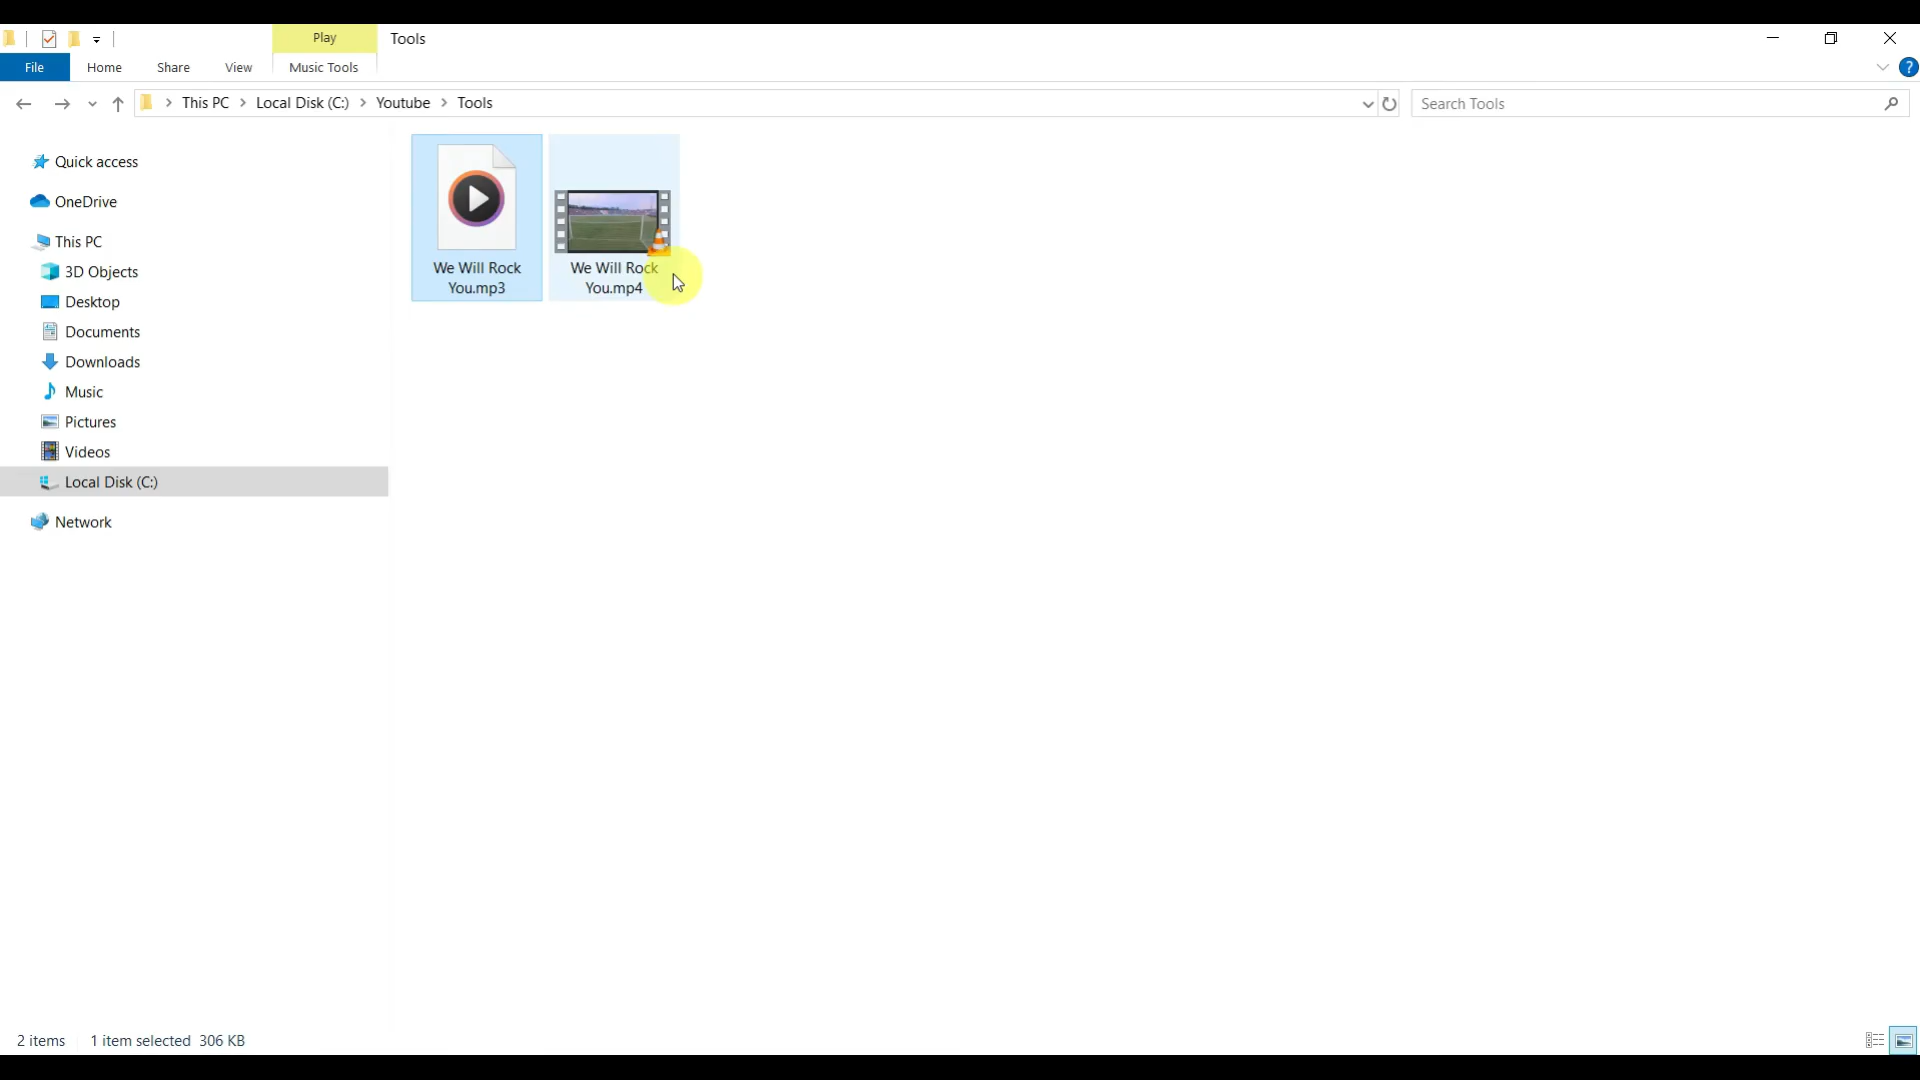 Play
Tools
File
Home
Share
View
Music Tools
This PC
Local Disk (C:)
Youtube
Tools
Search Tools
Quick access
OneDrive
This PC
3D Objects
Desktop
Documents
Downloads
Music
Pictures
Videos
Local Disk (C:)
Network
We Will Rock
You.mp3
We Will Rock
You.mp4
2 items
1 item selected 306 KB